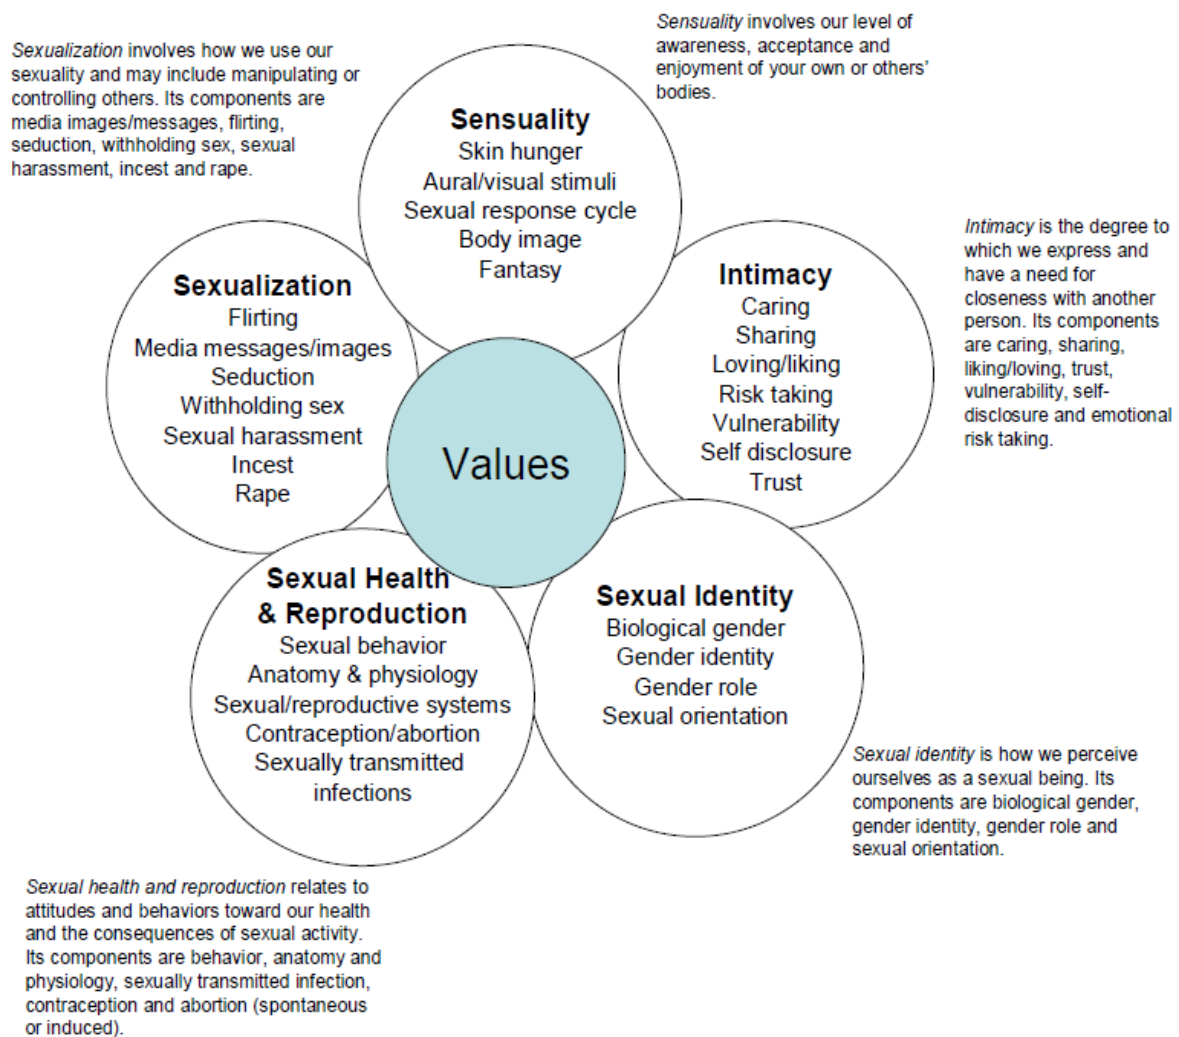 Sensuality involves our level of
awareness, acceptance and
enjoyment of your own or others'
bodies.
Sexualization involves how we use our
sexuality and may include manipulating or
controlling others. Its components are
media images/messages, flirting,
seduction, withholding sex, sexual
harassment, incest and rape.
Sensuality
Skin hunger
Aural/visual stimuli
Sexual response cycle
Body image
Fantasy
Intimacy is the degree to
which we express and
have a need for
closeness with another
person. Its components
are caring, sharing,
liking/loving, trust,
vulnerability, self-
disclosure and emotional
risk taking.
Intimacy
Caring
Sharing
Loving/liking
Risk taking
Vulnerability
Self disclosure
Trust
Sexualization
Flirting
Media messages/images
Seduction
Withholding sex
Sexual harassment
Incest
Rape
Values
Sexual Health
& Reproduction
Sexual behavior
Anatomy & physiology
Sexual/reproductive systems
Contraception/abortion
Sexually transmitted
infections
Sexual Identity
Biological gender
Gender identity
Gender role
Sexual orientation
Sexual identity is how we perceive
ourselves as a sexual being. Its
components are biological gender,
gender identity, gender role and
sexual orientation.
Sexual health and reproduction relates to
attitudes and behaviors toward our health
and the consequences of sexual activity.
Its components are behavior, anatomy and
physiology, sexually transmitted infection,
contraception and abortion (spontaneous
or induced).